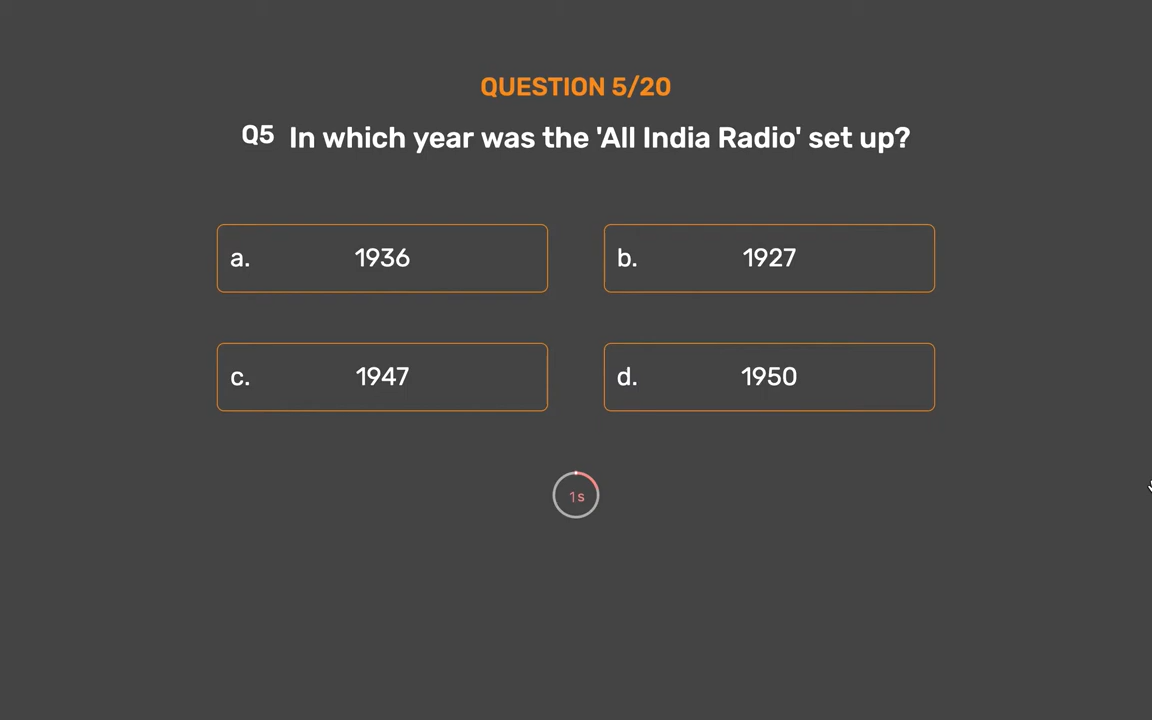 QUESTION 5/20
Q5 In which year was the 'All India Radio' set up?
a. 1936
b. 1927
c. 1947
d. 1950
1s